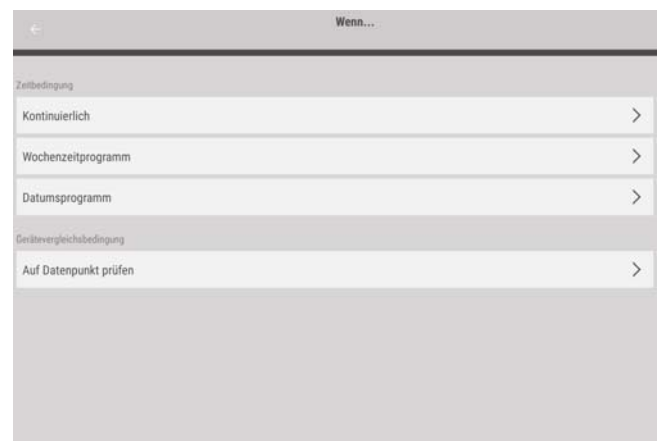 Wenn...
Zeitbedingung
Kontinuierlich
Wochenzeitprogramm
Datumsprogramm
Gerätevergleichsbedingung
Auf Datenpunkt prüfen